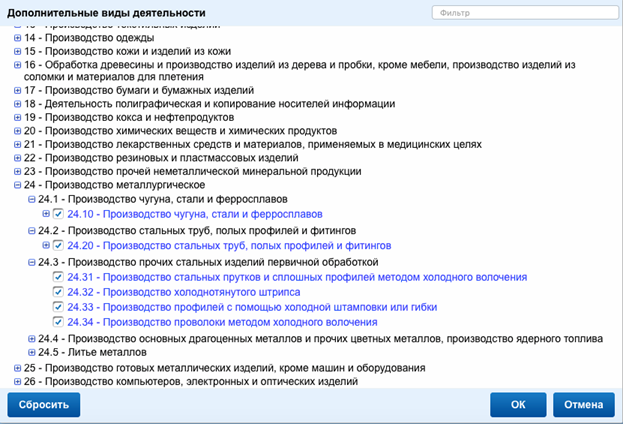 Дополнительные виды деятельности
Фильтр
13 - Производство текстильных изделий
14 - Производство одежды
15 - Производство кожи и изделий из кожи
16 - Обработка древесины и производство изделий из дерева и пробки, кроме мебели, производство изделий из
соломки и материалов для плетения
17 - Производство бумаги и бумажных изделий
18 - Деятельность полиграфическая и копирование носителей информации
19 - Производство кокса и нефтепродуктов
20 - Производство химических веществ и химических продуктов
21 - Производство лекарственных средств и материалов, применяемых в медицинских целях
22 - Производство резиновых и пластмассовых изделий
23 - Производство прочей неметаллической минеральной продукции
24 - Производство металлургическое
24.1 - Производство чугуна, стали и ферросплавов
24.10 - Производство чугуна, стали и ферросплавов
24.2 - Производство стальных труб, полых профилей и фитингов
24.20 - Производство стальных труб, полых профилей и фитингов
24.3 - Производство прочих стальных изделий первичной обработкой
24.31 - Производство стальных прутков и сплошных профилей методом холодного волочения
24.32 - Производство холоднотянутого штрипса
24.33 - Производство профилей с помощью холодной штамповки или гибки
24.34 - Производство проволоки методом холодного волочения
24.4 - Производство основных драгоценных металлов и прочих цветных металлов, производство ядерного топлива
24.5 - Литье металлов
25 - Производство готовых металлических изделий, кроме машин и оборудования
26 - Производство компьютеров, электронных и оптических изделий
Сбросить
ОК
Отмена